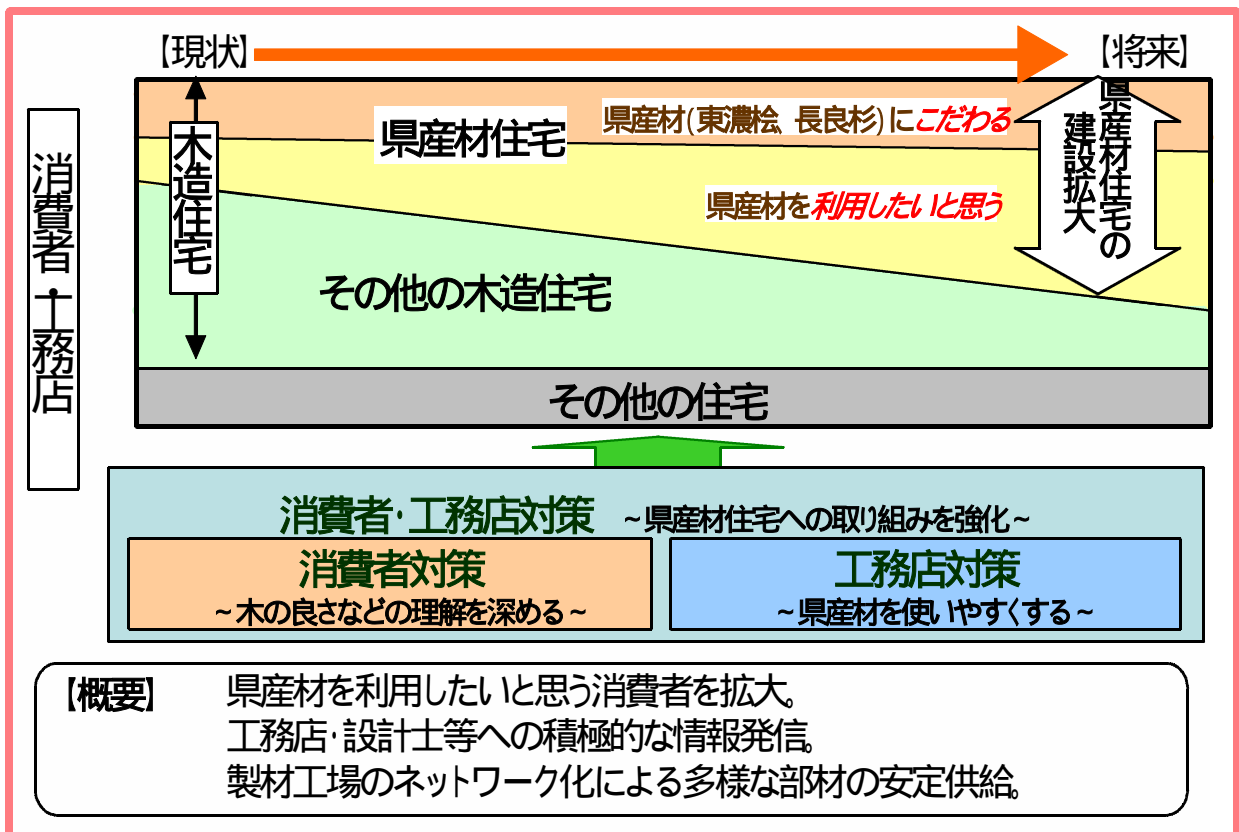 【現状】
【将来】
消費者・工務店
木造住宅
県産材住宅
県産材(東濃桧、長良杉)にこだわる
県産材を利用したいと思う
県産材住宅の
建設拡大
その他の木造住宅
その他の住宅
消費者・工務店対策 ~県産材住宅への取り組みを強化~
消費者対策
~木の良さなどの理解を深める~
工務店対策
~県産材を使いやすくする~
【概要】 県産材を利用したいと思う消費者を拡大。
工務店・設計士等への積極的な情報発信。
製材工場のネットワーク化による多様な部材の安定供給。